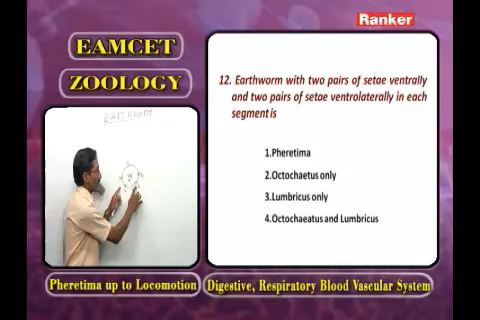 Ranker
EAMCET
ZOOLOGY
EARTHWORM
12. Earthworm with two pairs of setae ventrally
and two pairs of setae ventrolaterally in each
segment is
1.Pheretima
2.Octochaetus only
3.Lumbricus only
4.Octochaeatus and Lumbricus
Pheretima up to Locomotion
Digestive, Respiratory Blood Vascular System